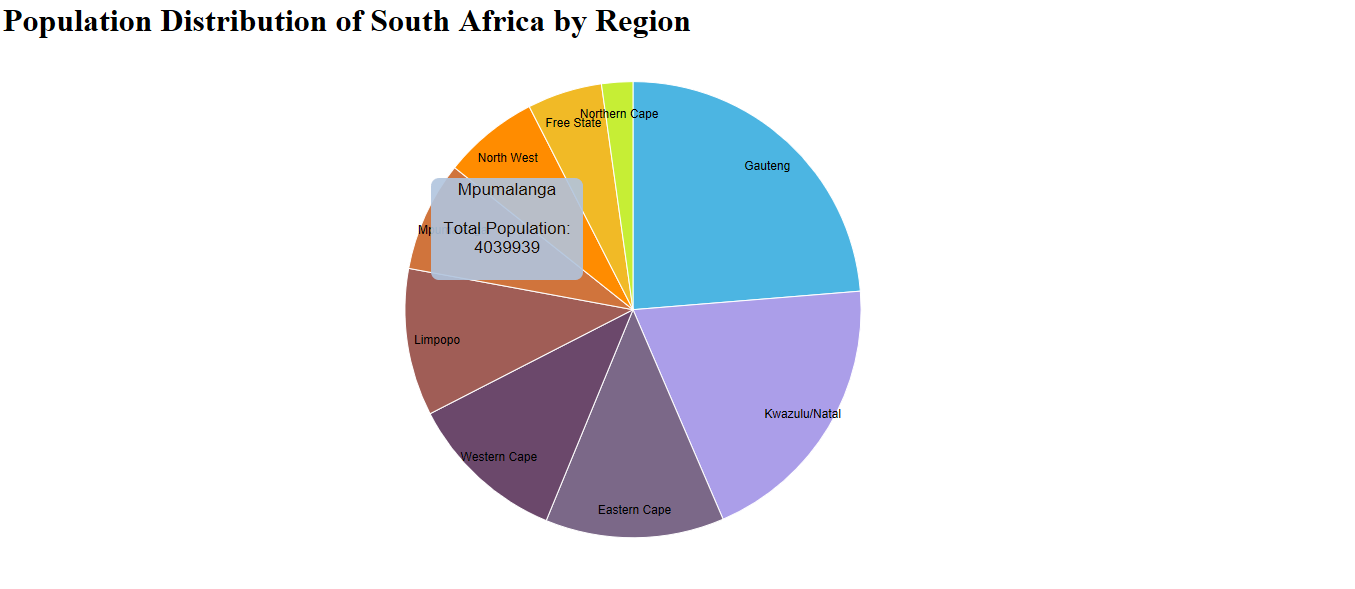 Population Distribution of South Africa by Region
Northern Cape
Free State
Gauteng
North West
Mpumalanga
Total Population:
4039939
Limpopo
Kwazulu/Natal
Western Cape
Eastern Cape